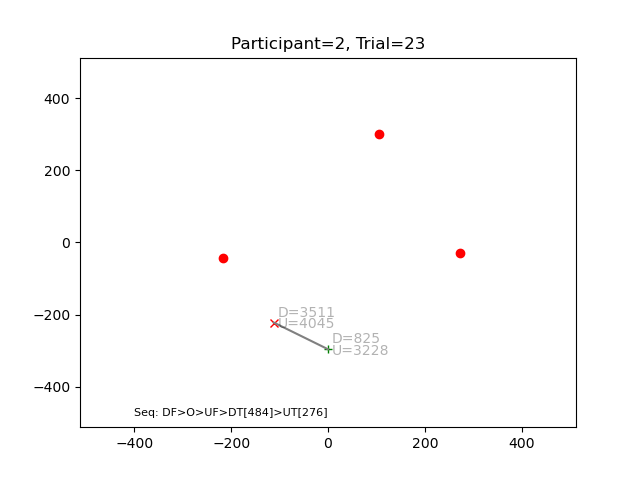 Participant=2, Trial=23
400
200
0
−200
−400
D=3511
U=4045
D=825
U=3228
Seq: DF>O>UF>DT[484]>UT[276]
−400
−200
0
200
400